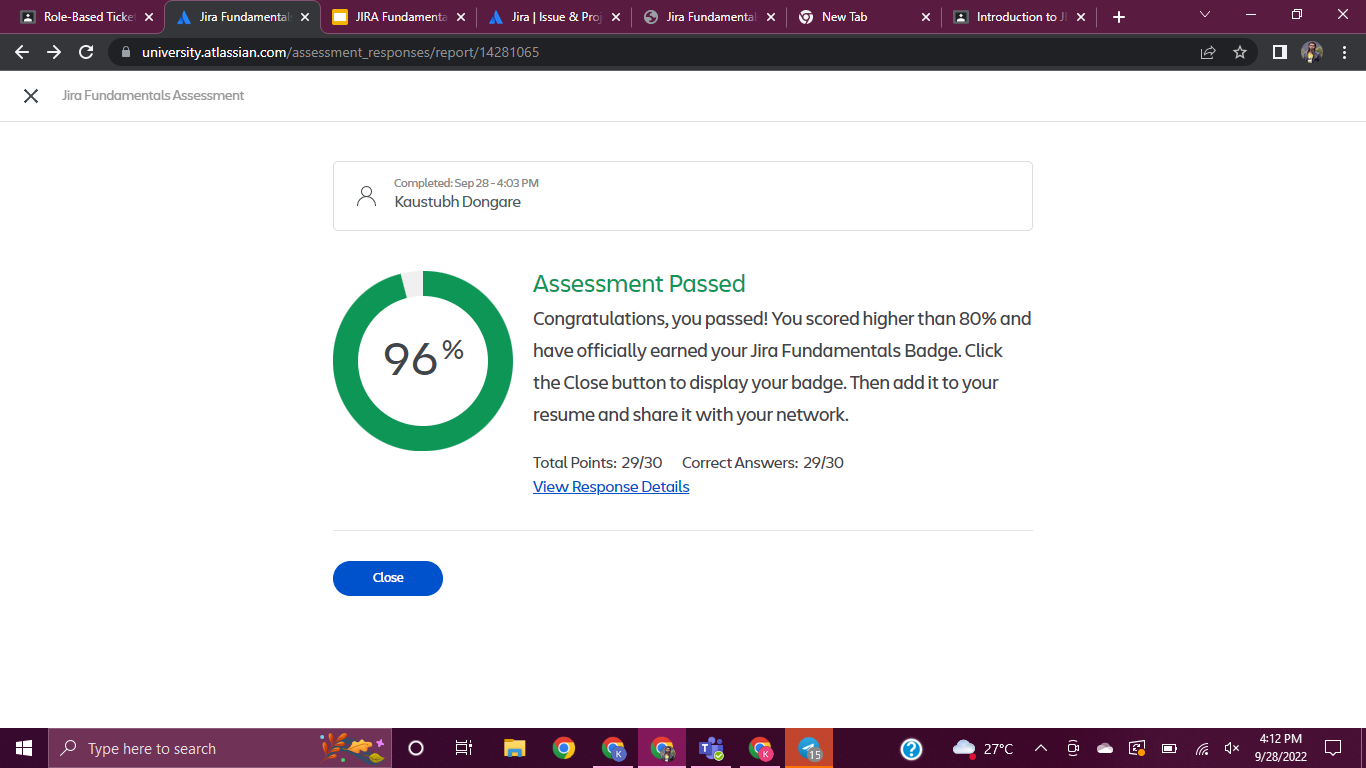 Role-Based Ticke
Jira Fundamental
JIRA Fundamenta
Jira | Issue & Proj
Jira Fundamental
New Tab
Introduction to JI
university.atlassian.com/assessment_responses/report/14281065
Jira Fundamentals Assessment
Completed: Sep 28 - 4:03 PM
Kaustubh Dongare
96%
Assessment Passed
Congratulations, you passed! You scored higher than 80% and
have officially earned your Jira Fundamentals Badge. Click
the Close button to display your badge. Then add it to your
resume and share it with your network.
Total Points: 29/30 Correct Answers: 29/30
View Response Details
Close
Type here to search
K
K
15
27°C
4:12 PM
9/28/2022